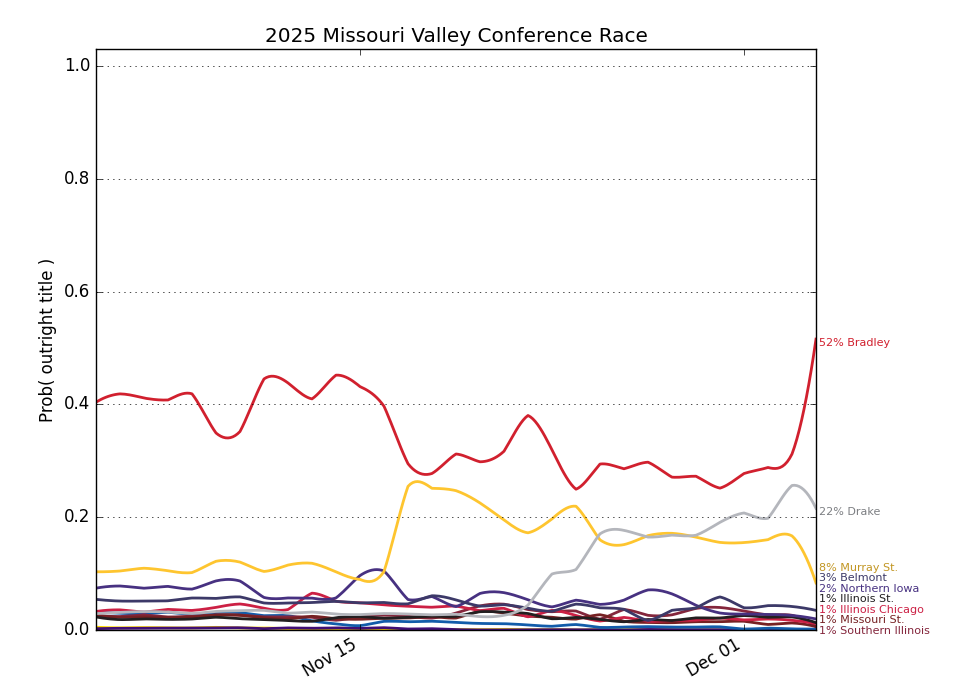 2025 Missouri Valley Conference Race
Prob( outright title )
1.0
0.8
0.6
0.4
0.2
0.0
Nov 15
Dec 01
52% Bradley
22% Drake
8% Murray St.
3% Belmont
2% Northern Iowa
1% Illinois St.
1% Illinois Chicago
1% Missouri St.
1% Southern Illinois